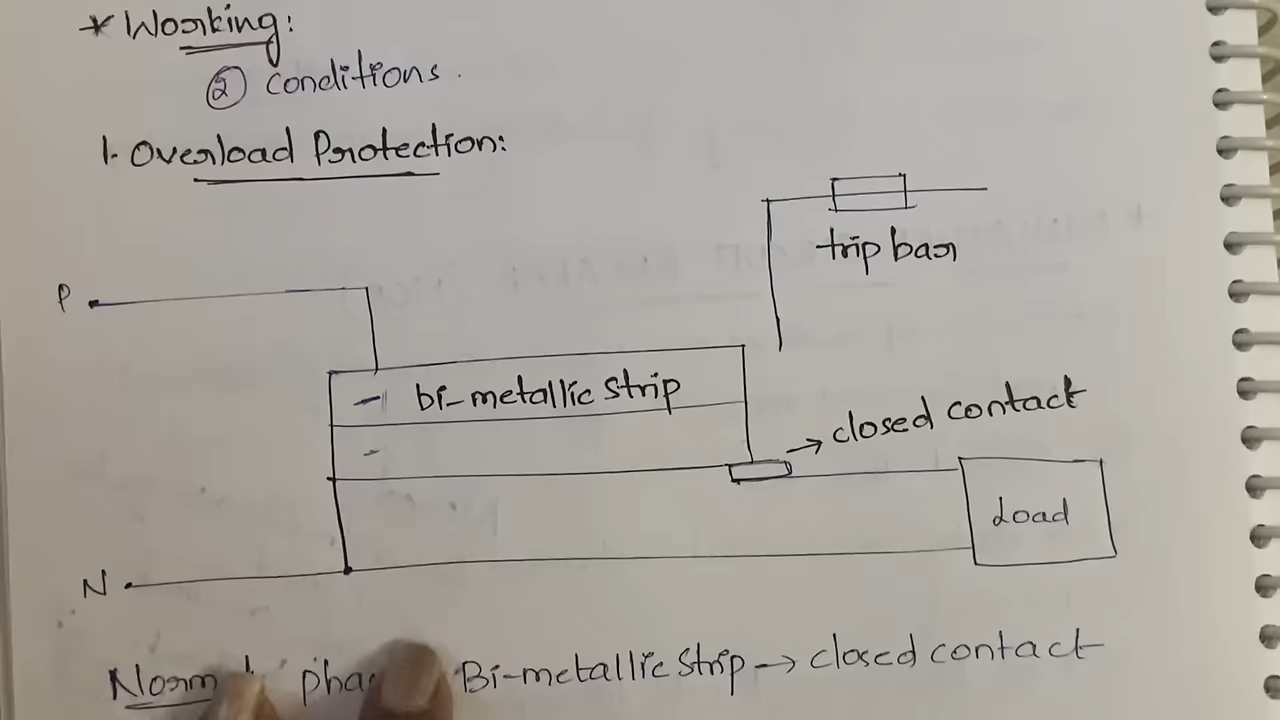 * Working:
② conditions.
1. Overload Protection:
trip bar
P
bi-metallic strip
→ closed contact
Load
N
Bi-metallic strip → closed contact